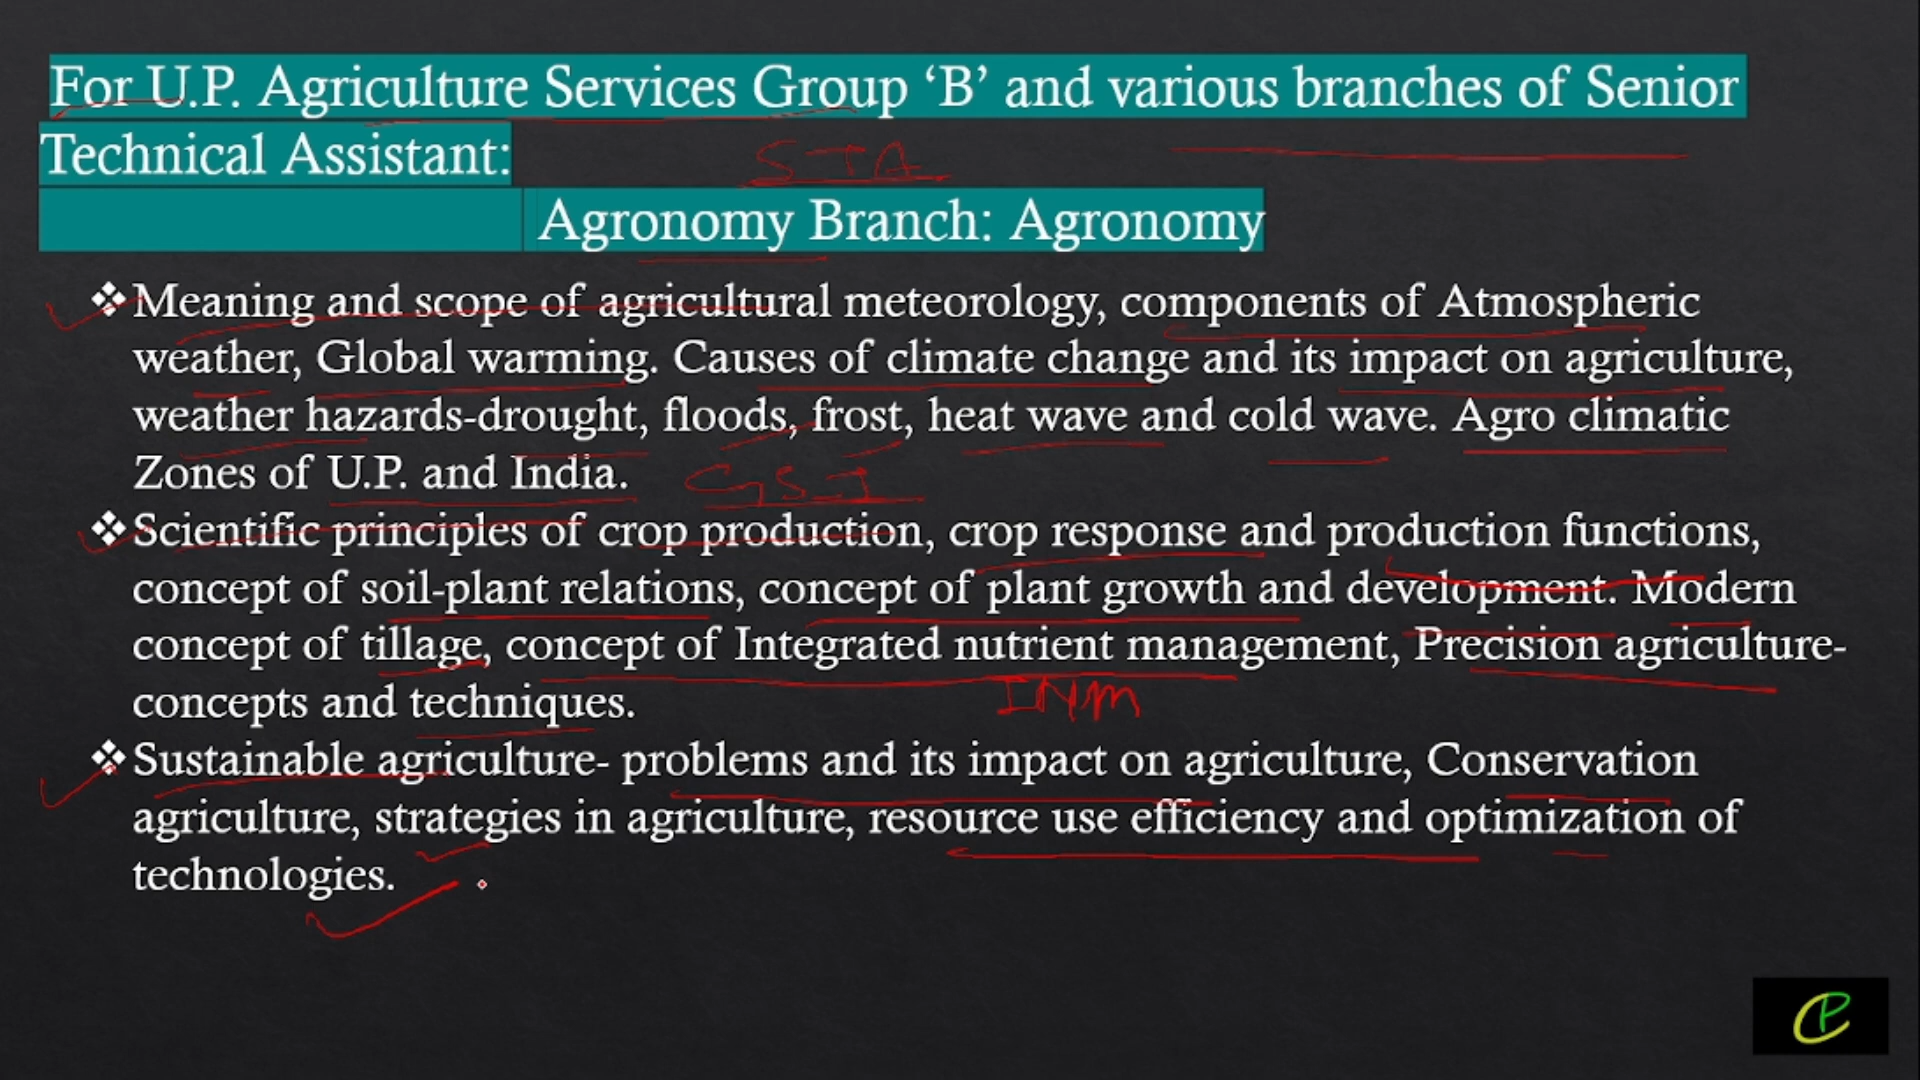 For U.P. Agriculture Services Group ‘B’ and various branches of Senior
Technical Assistant:
STA
Agronomy Branch: Agronomy
❖Meaning and scope of agricultural meteorology, components of Atmospheric
weather, Global warming. Causes of climate change and its impact on agriculture,
weather hazards-drought, floods, frost, heat wave and cold wave. Agro climatic
Zones of U.P. and India.
❖Scientific principles of crop production, crop response and production functions,
concept of soil-plant relations, concept of plant growth and development. Modern
concept of tillage, concept of Integrated nutrient management, Precision agriculture-
concepts and techniques.
INM
❖Sustainable agriculture- problems and its impact on agriculture, Conservation
agriculture, strategies in agriculture, resource use efficiency and optimization of
technologies.